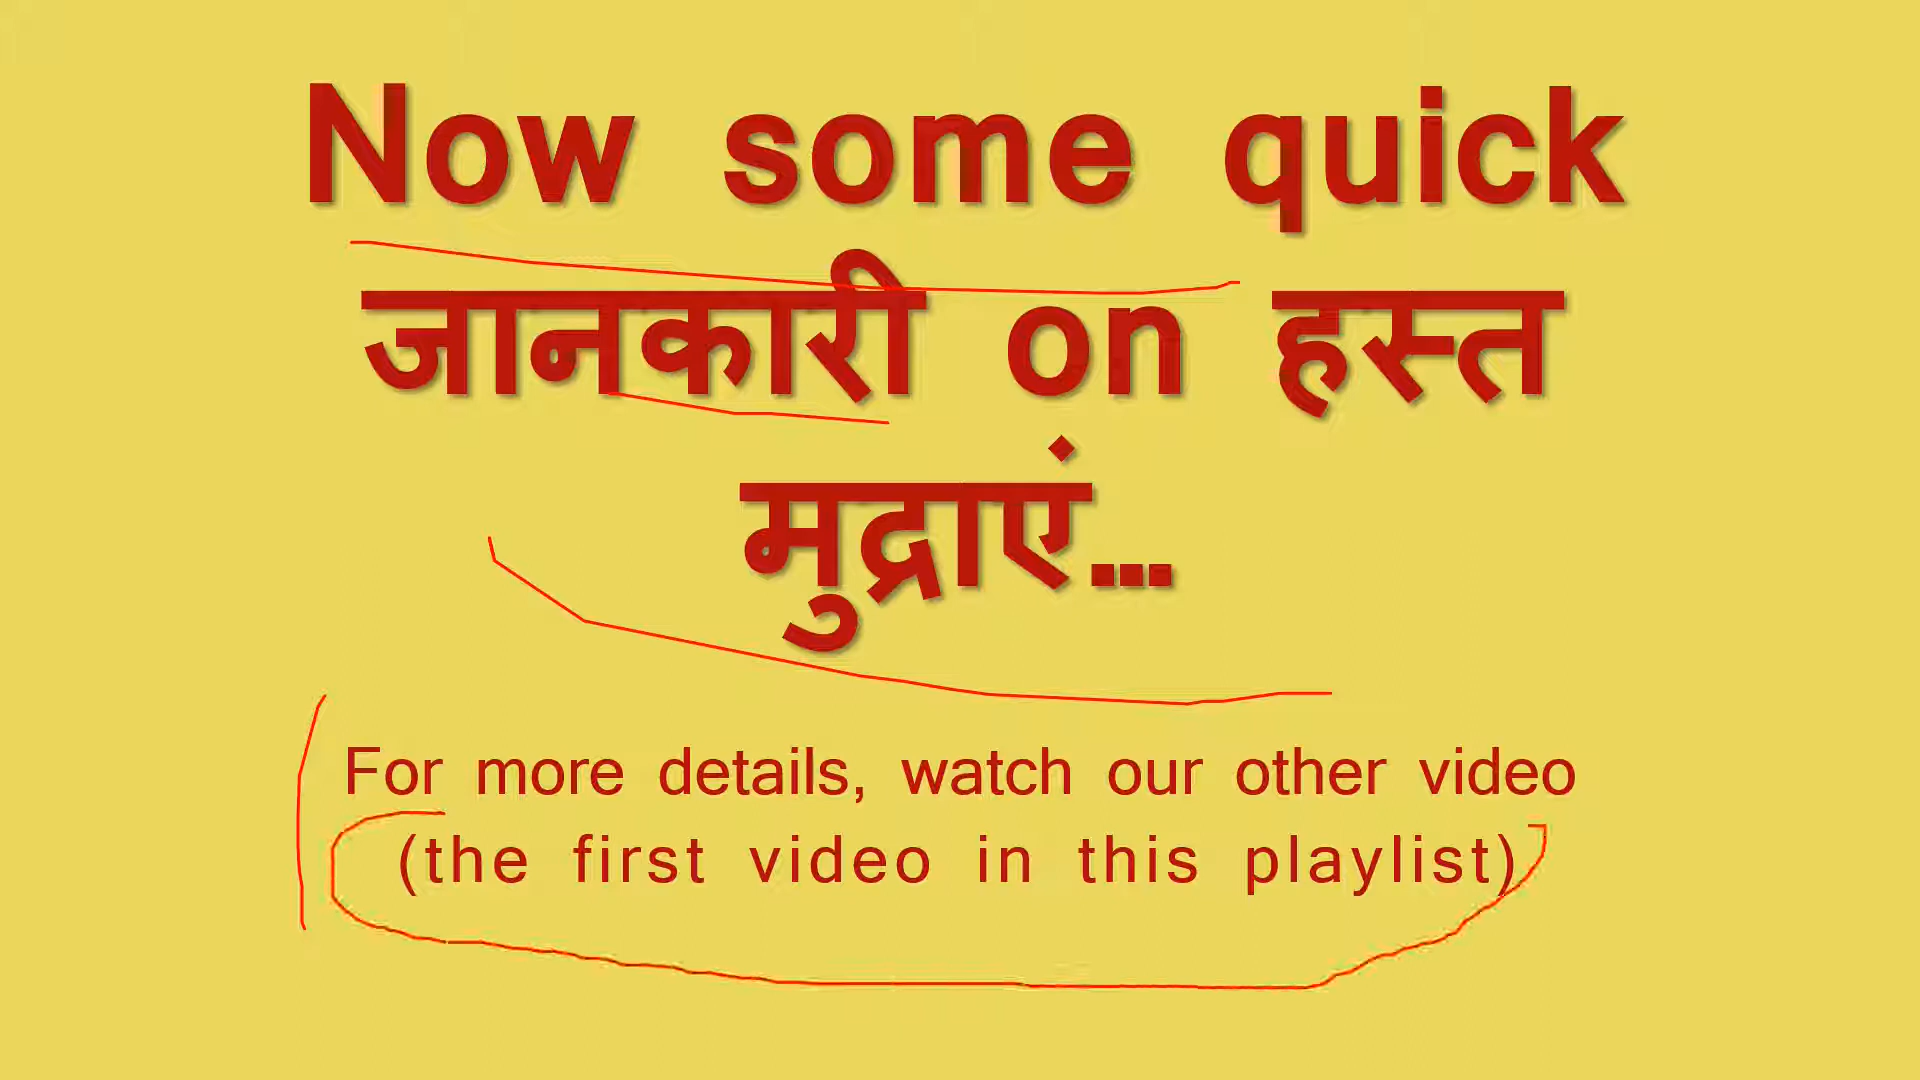 Now some quick
जानकारी on हस्त
मुद्राएं...
For more details, watch our other video
(the first video in this playlist)